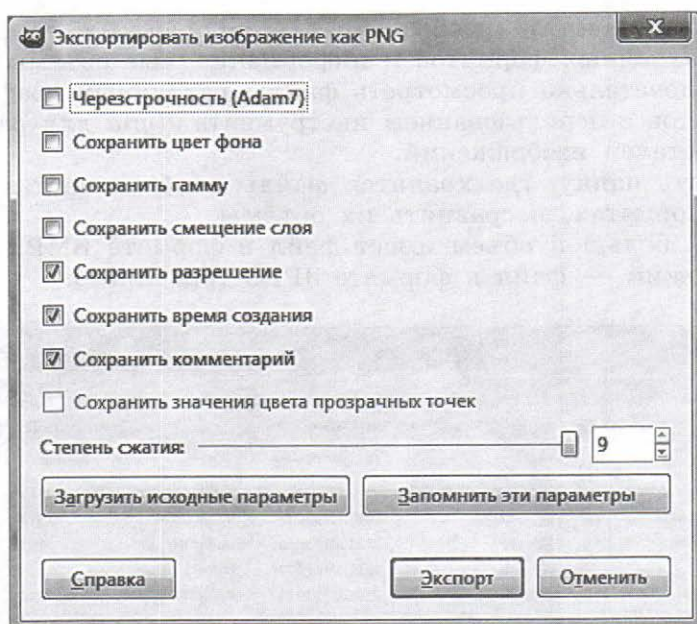 Экспортировать изображение как PNG
Черезстрочность (Adam7)
Сохранить цвет фона
Сохранить гамму
Сохранить смещение слоя
Сохранить разрешение
Сохранить время создания
Сохранить комментарий
Сохранить значения цвета прозрачных точек
Степень сжатия: 9
Загрузить исходные параметры Запомнить эти параметры
Справка Экспорт Отменить